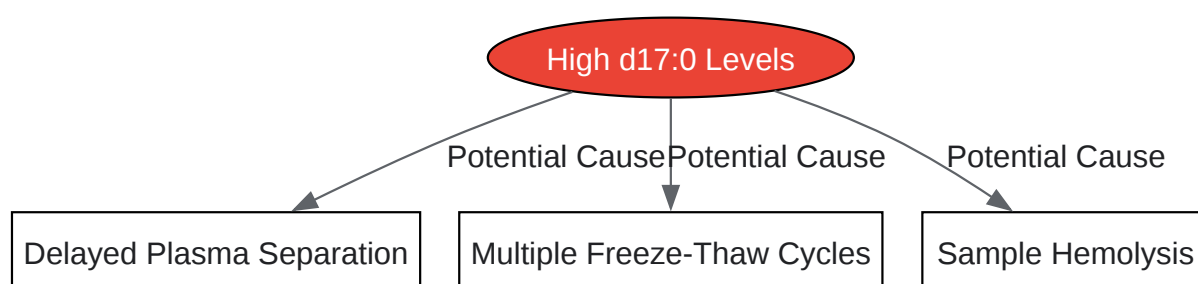 High d17:0 Levels
Potential Cause
Potential Cause
Potential Cause
Delayed Plasma Separation
Multiple Freeze-Thaw Cycles
Sample Hemolysis